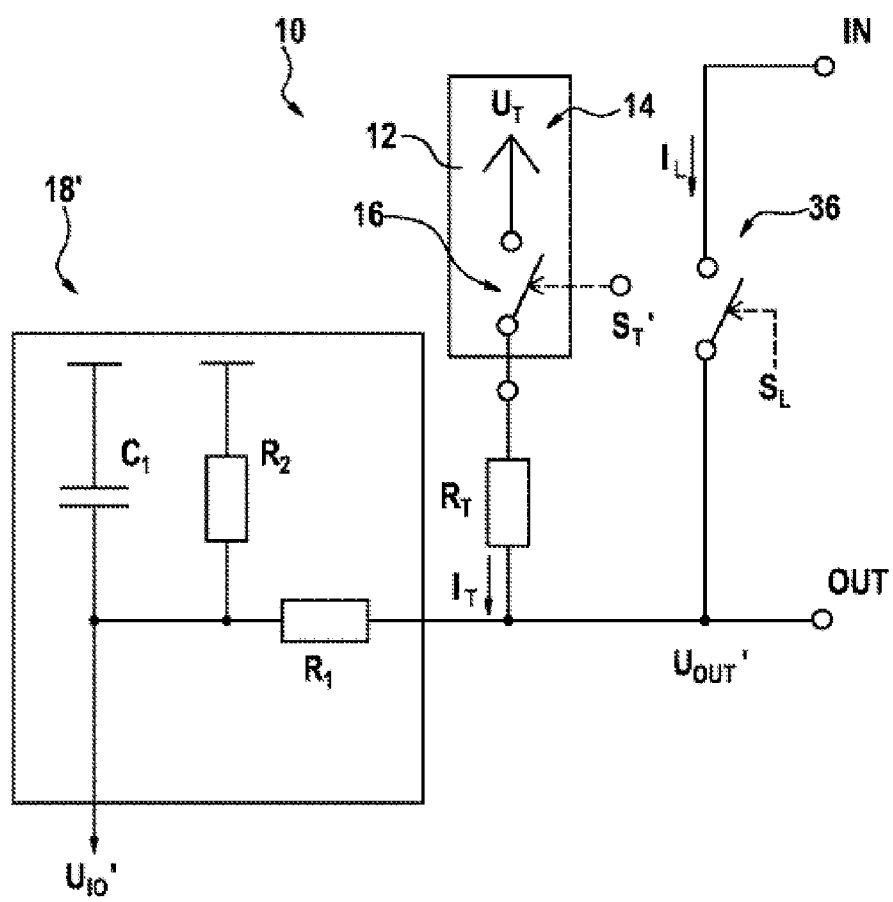 10
IN
U_T
14
12
I_L
18'
16
36
S_T'
S_L
C_1
R_2
R_T
I_T
OUT
R_1
U_OUT'
U_IO'